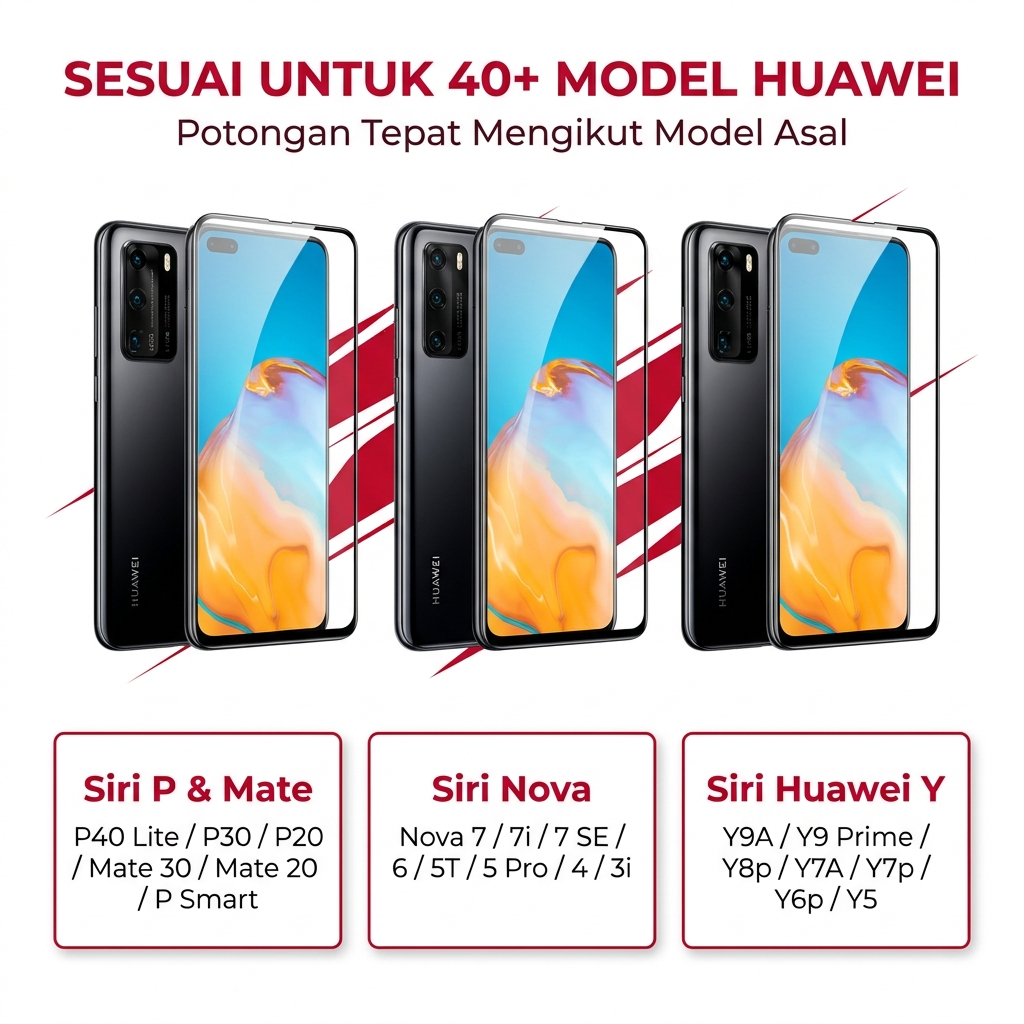 SESUAI UNTUK 40+ MODEL HUAWEI
Potongan Tepat Mengikut Model Asal
HUAWEI
HUAWEI
HUAWEI
Siri P & Mate
P40 Lite / P30 / P20
/ Mate 30 / Mate 20
/ P Smart
Siri Nova
Nova 7 / 7i / 7 SE /
6 / 5T / 5 Pro / 4 / 3i
Siri Huawei Y
Y9A / Y9 Prime /
Y8p / Y7A / Y7p /
Y6p / Y5